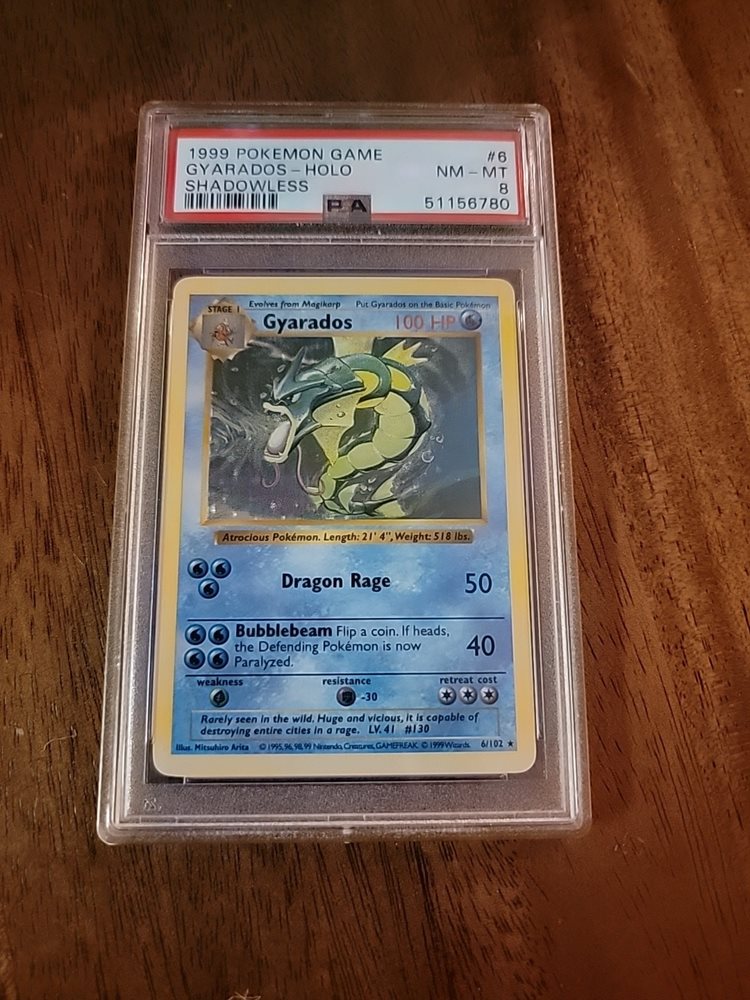 1999 POKEMON GAME #6
GYARADOS - HOLO NM - MT
SHADOWLESS 8
PSA 51156780
STAGE 1 Evolves from Magikarp Put Gyarados on the Basic Pokémon
Gyarados 100 HP
Atrocious Pokémon. Length: 21' 4", Weight: 518 lbs.
Dragon Rage 50
Bubblebeam Flip a coin. If heads,
the Defending Pokémon is now 40
Paralyzed.
weakness resistance retreat cost
-30
Rarely seen in the wild. Huge and vicious, it is capable of
destroying entire cities in a rage. LV. 41 #130
Illus. Mitsuhiro Arita © 1995, 96, 98, 99 Nintendo, Creatures, GAMEFREAK. © 1999 Wizards. 6/102 ★